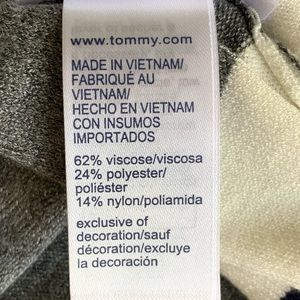 www.tommy.com
MADE IN VIETNAM/
FABRIQUÉ AU
VIETNAM/
HECHO EN VIETNAM
CON INSUMOS
IMPORTADOS
62% viscose/viscosa
24% polyester/
poliéster
14% nylon/poliamida
exclusive of
decoration/sauf
décoration/excluye
la decoración